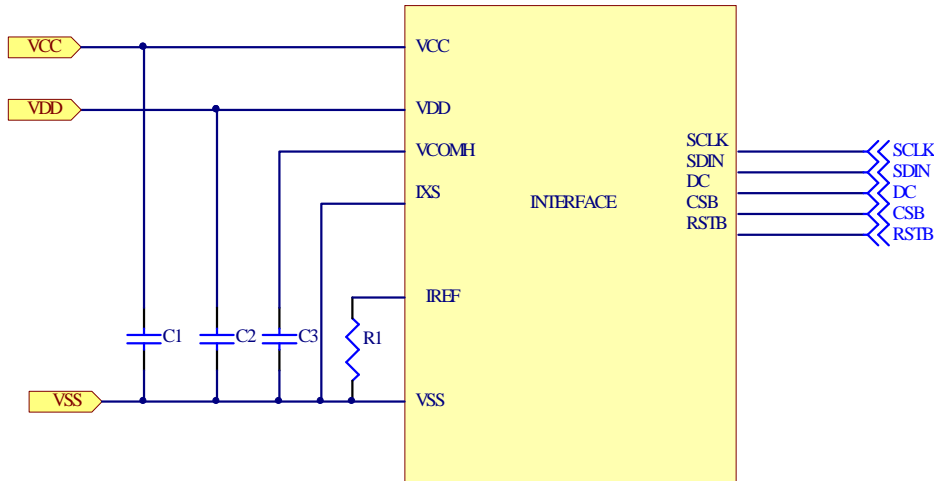 VCC
VCC
VDD
VDD
VCOMH
IXS
INTERFACE
SCLK
SCLK
SDIN
SDIN
DC
DC
CSB
CSB
RSTB
RSTB
IREF
C1
C2
C3
R1
VSS
VSS